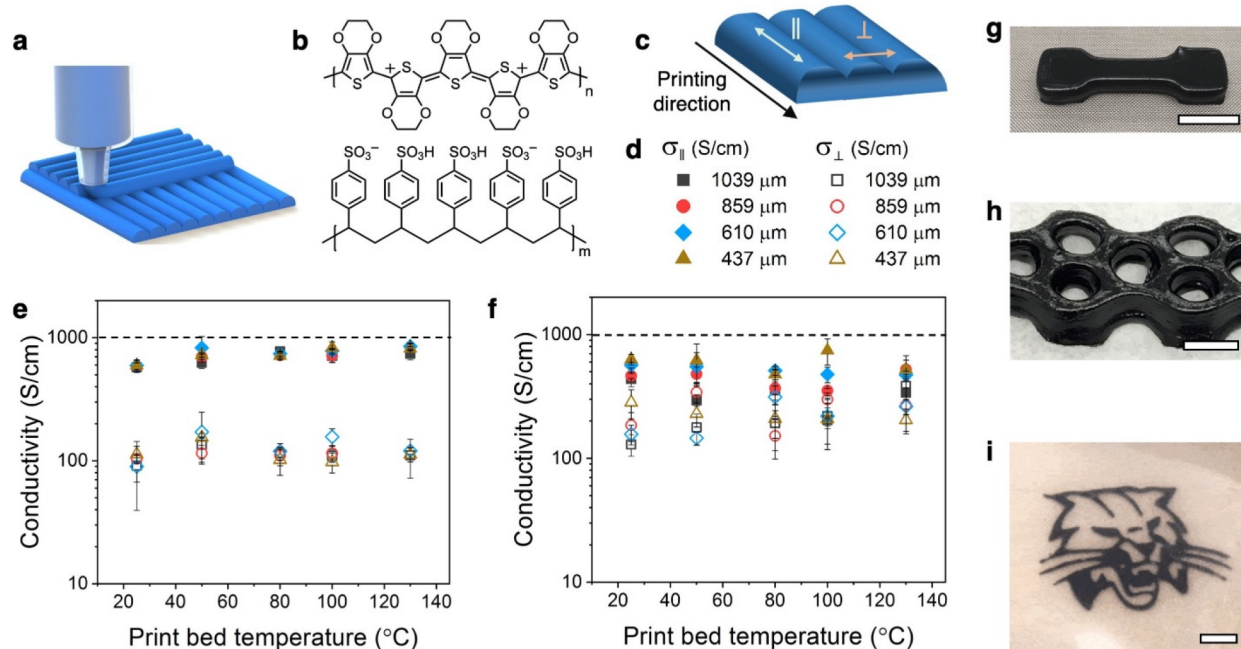 a
b
S
O
O
O
O
S
+
S
O
O
O
O
S
+
S
O
O
n
SO₃⁻
SO₃H
SO₃H
SO₃⁻
SO₃H
m
c
∥
⊥
Printing
direction
d
σ∥ (S/cm)
σ⊥ (S/cm)
1039 μm
1039 μm
859 μm
859 μm
610 μm
610 μm
437 μm
437 μm
e
1000
100
10
Conductivity (S/cm)
20 40 60 80 100 120 140
Print bed temperature (°C)
f
1000
100
10
Conductivity (S/cm)
20 40 60 80 100 120 140
Print bed temperature (°C)
g
h
i